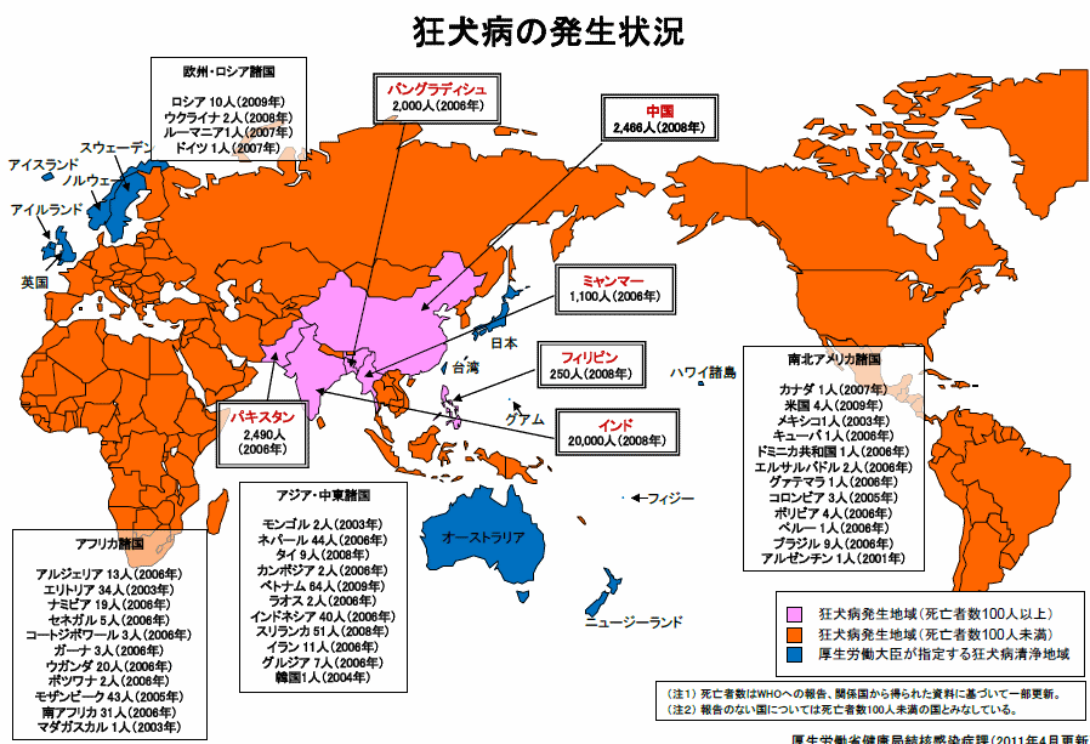 狂犬病の発生状況
欧州・ロシア諸国
ロシア 10人(2009年)
ウクライナ 2人(2008年)
ルーマニア1人(2007年)
ドイツ 1人(2007年)
バングラディシュ
2,000人(2006年)
中国
2,466人(2008年)
スウェーデン
アイスランド
ノルウェー
アイルランド
英国
ミャンマー
1,100人(2006年)
日本
台湾
フィリピン
250人(2008年)
ハワイ諸島
グアム
パキスタン
2,490人
(2006年)
インド
20,000人(2008年)
フィジー
オーストラリア
ニュージーランド
南北アメリカ諸国
カナダ 1人(2007年)
米国 4人(2009年)
メキシコ1人(2003年)
キューバ 1人(2006年)
ドミニカ共和国 1人(2006年)
エルサルバドル 2人(2006年)
グァテマラ 1人(2006年)
コロンビア 3人(2005年)
ボリビア 4人(2006年)
ペルー 1人(2006年)
ブラジル 9人(2006年)
アルゼンチン 1人(2001年)
アジア・中東諸国
モンゴル 2人(2003年)
ネパール 44人(2006年)
タイ 9人(2008年)
カンボジア 2人(2006年)
ベトナム 64人(2009年)
ラオス 2人(2006年)
インドネシア 40人(2006年)
スリランカ 51人(2008年)
イラン 11人(2006年)
グルジア 7人(2006年)
韓国1人(2004年)
アフリカ諸国
アルジェリア 13人(2006年)
エリトリア 34人(2003年)
ナミビア 19人(2006年)
セネガル 5人(2006年)
コートジボワール 3人(2006年)
ガーナ 3人(2006年)
ウガンダ 20人(2006年)
ボツワナ 2人(2006年)
モザンビーク 43人(2005年)
南アフリカ 31人(2006年)
マダガスカル 1人(2003年)
狂犬病発生地域(死亡者数100人以上)
狂犬病発生地域(死亡者数100人未満)
厚生労働大臣が指定する狂犬病清浄地域
(注1) 死亡者数はWHOへの報告、関係国から得られた資料に基づいて一部更新。
(注2) 報告のない国については死亡者数100人未満の国とみなしている。
厚生労働省健康局結核感染症課(2011年4月更新